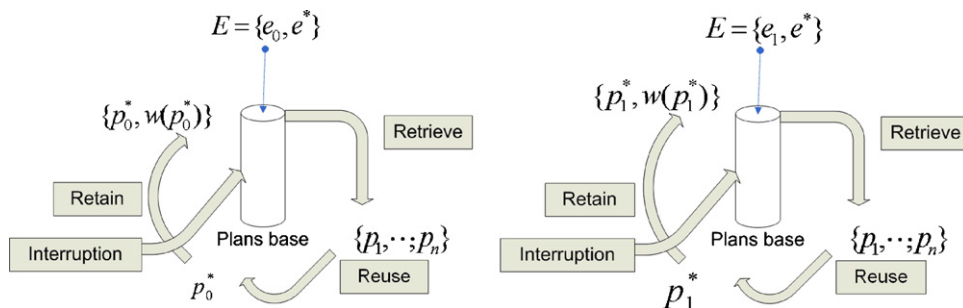 E = {e₀, e*}
{p₀*, w(p₀*)}
Retrieve
Retain
Interruption
Plans base
{p₁,··;pₙ}
Reuse
p₀*
E = {e₁, e*}
{p₁*, w(p₁*)}
Retrieve
Retain
Interruption
Plans base
{p₁,··;pₙ}
Reuse
p₁*